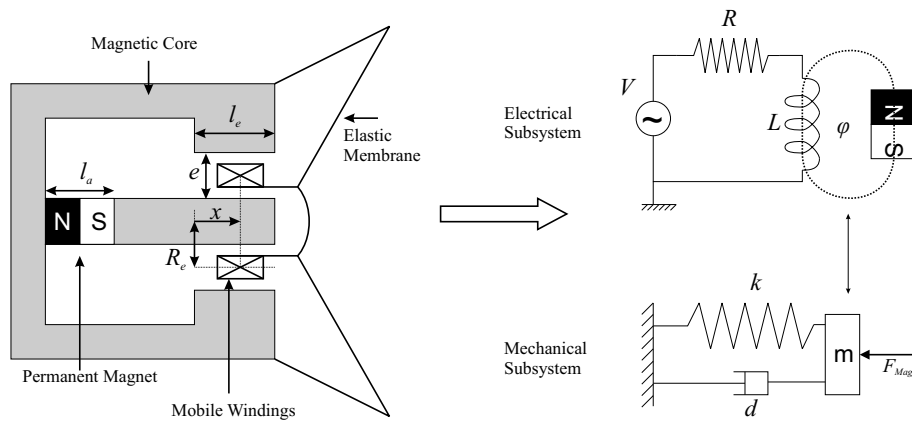 Magnetic Core
l_e
Elastic
Membrane
e
l_a
N S
x
R_e
Permanent Magnet
Mobile Windings
R
V
~
Electrical
Subsystem
L
φ
N
S
k
Mechanical
Subsystem
m
F_Mag
d